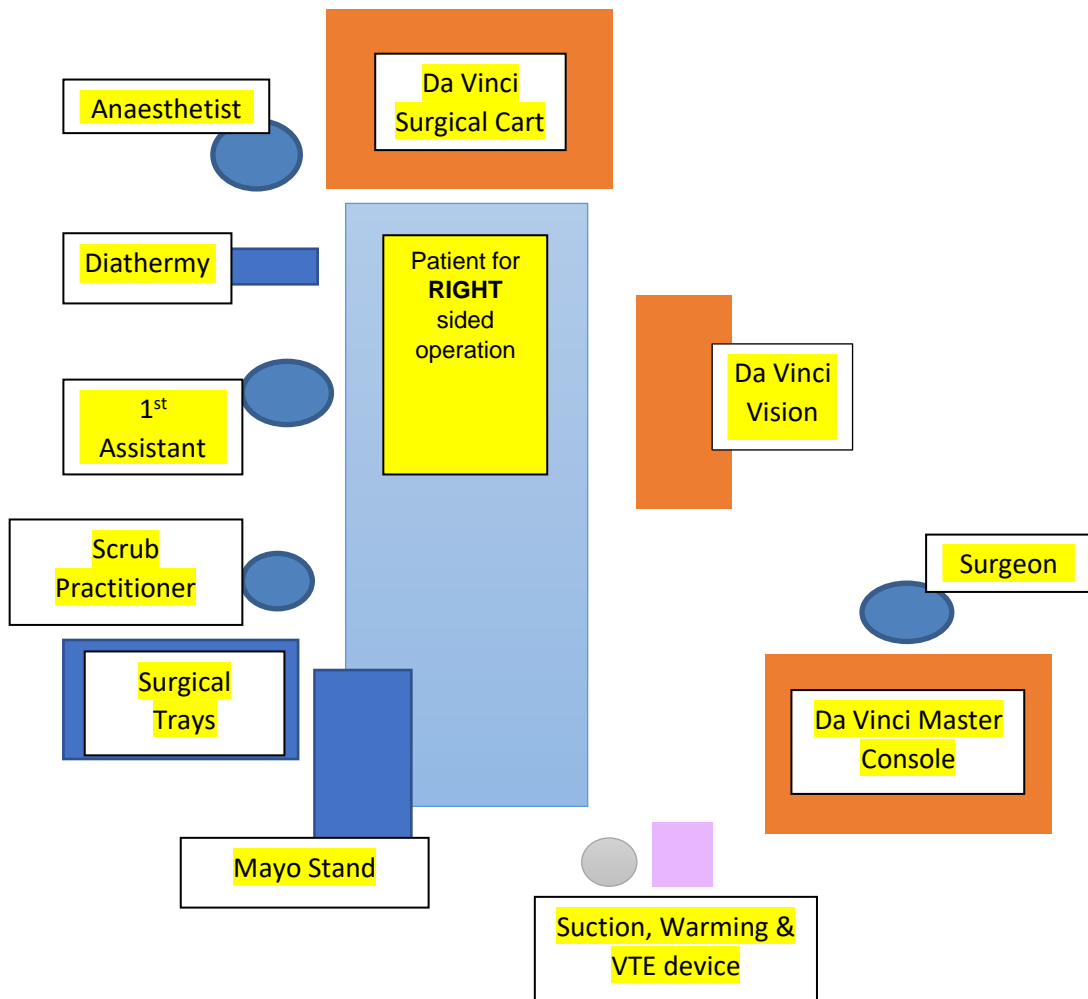 Da Vinci
Surgical Cart
Anaesthetist
Diathermy
Patient for
RIGHT
sided
operation
Da Vinci
Vision
1st
Assistant
Scrub
Practitioner
Surgeon
Surgical
Trays
Da Vinci Master
Console
Mayo Stand
Suction, Warming &
VTE device